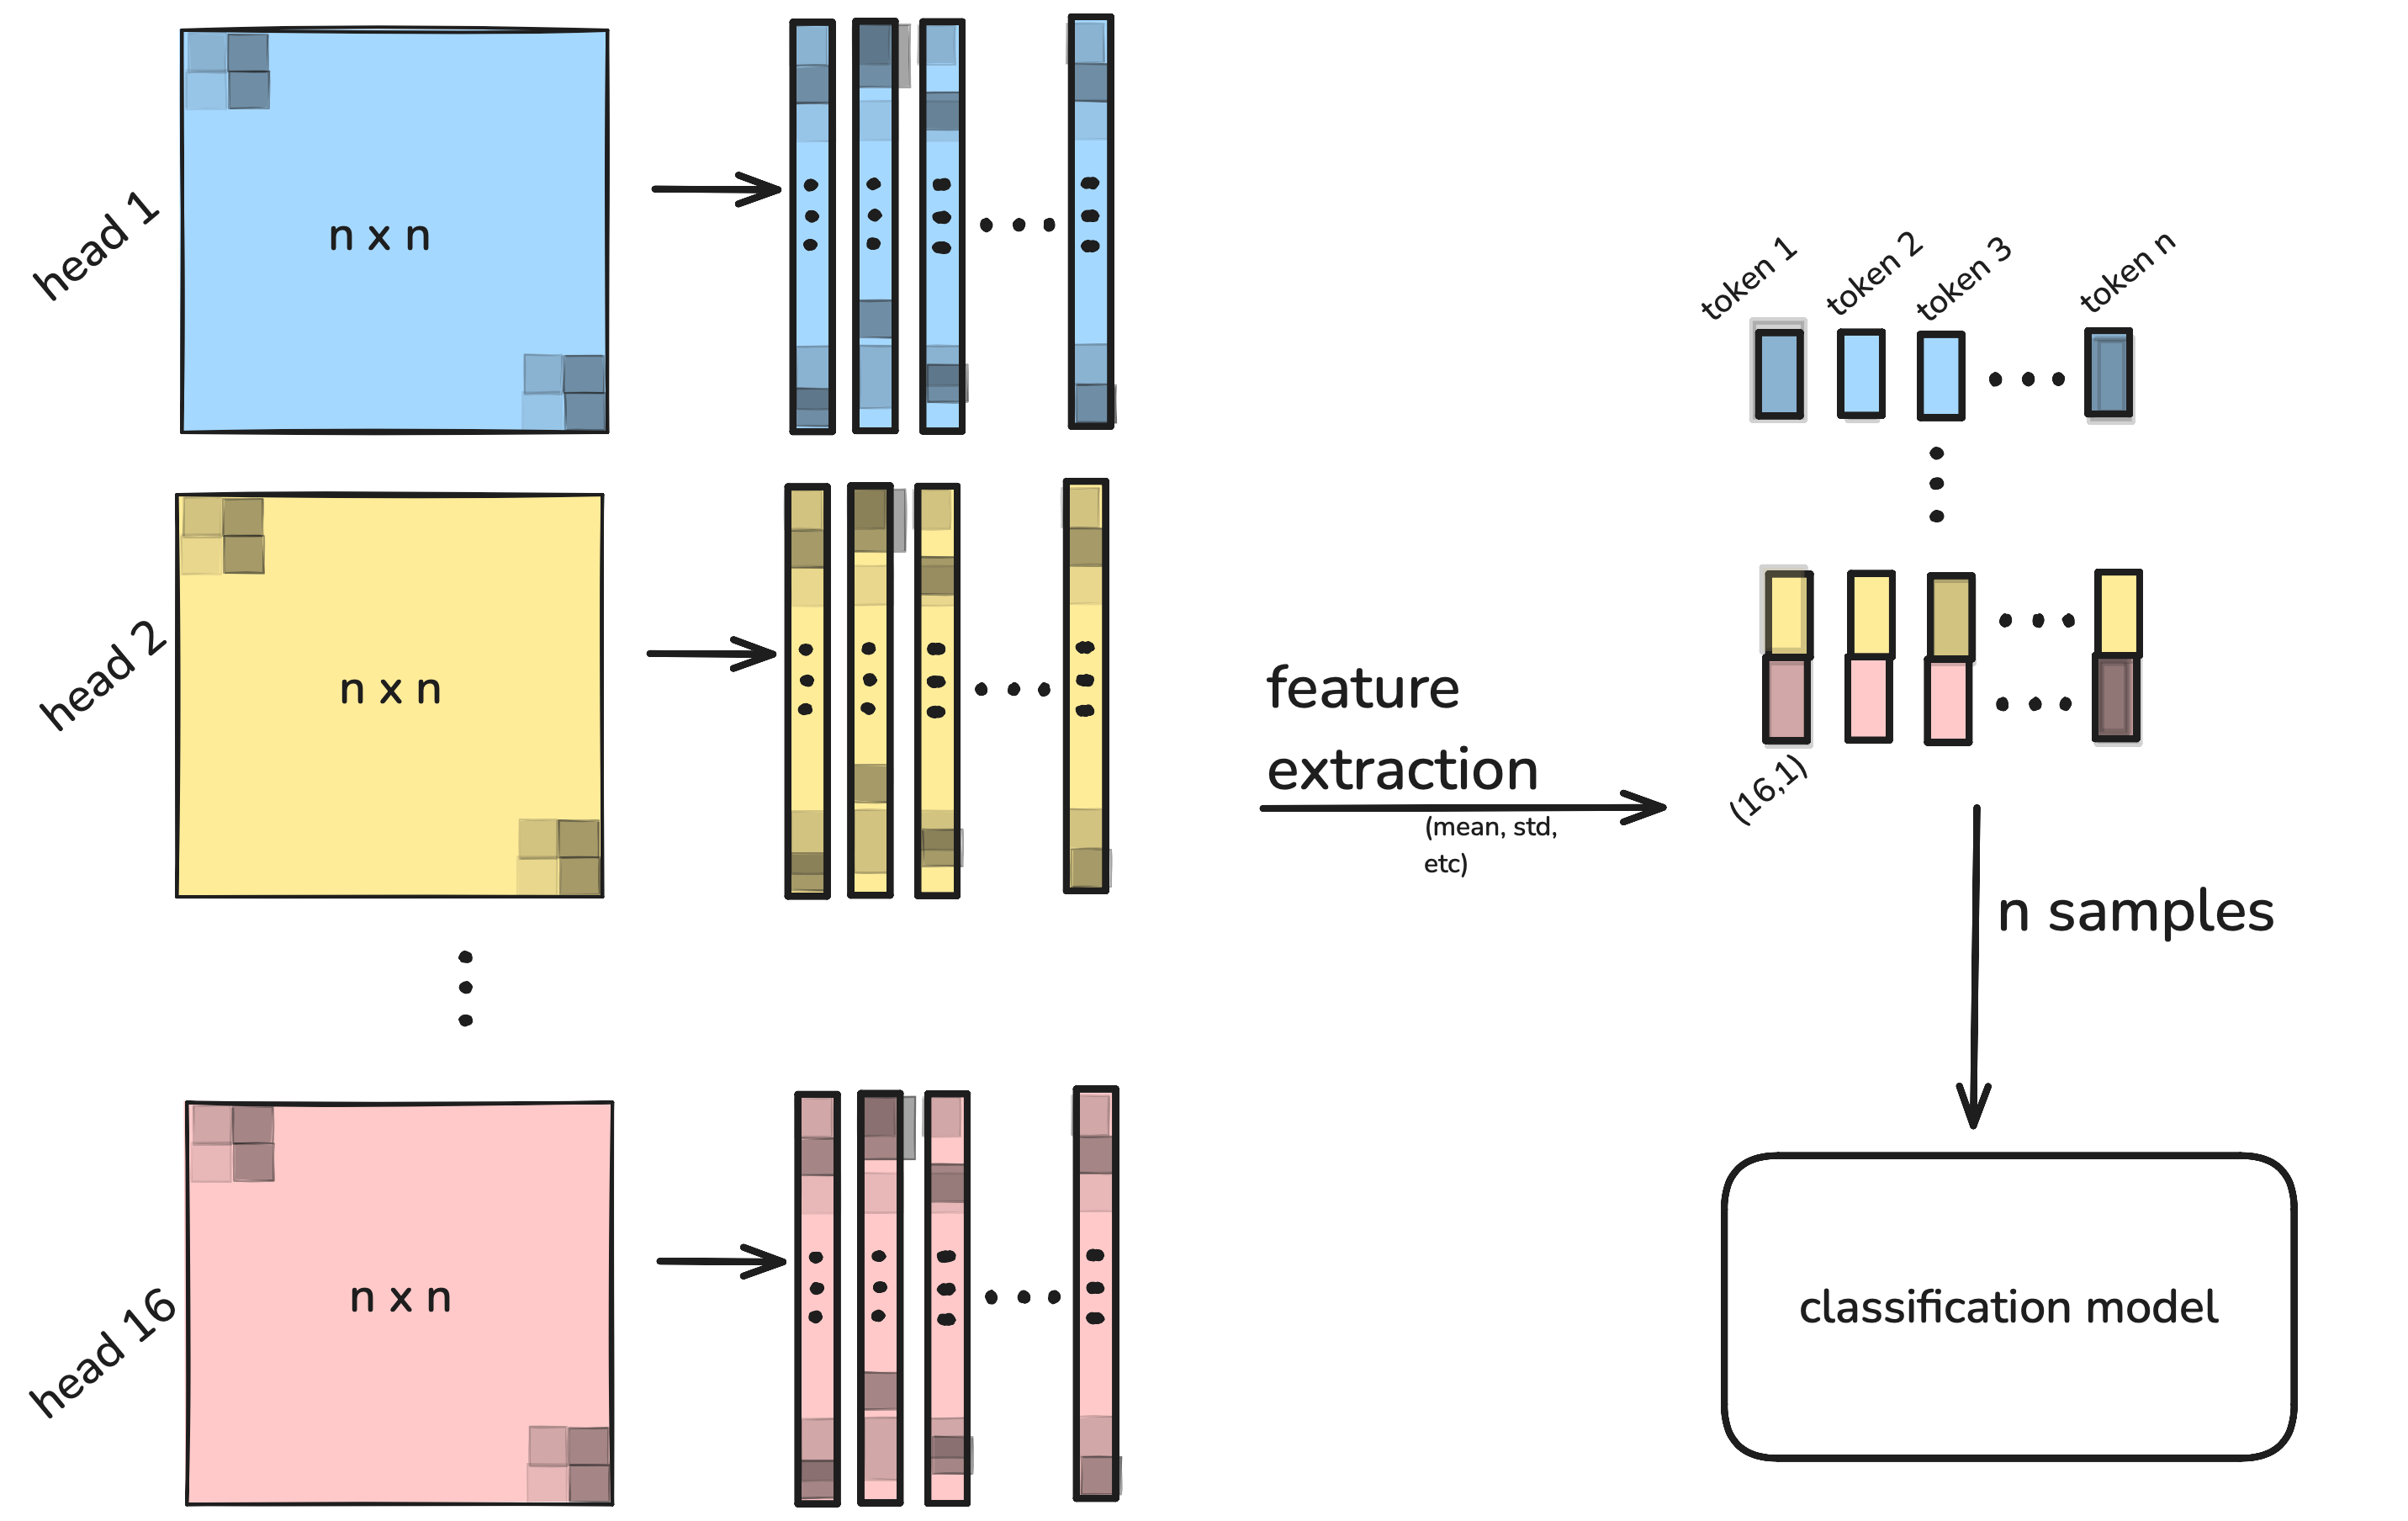 head 1
n x n
head 2
n x n
head 16
n x n
feature
extraction
(mean, std,
etc)
token 1
token 2
token 3
token n
(16,1)
n samples
classification model